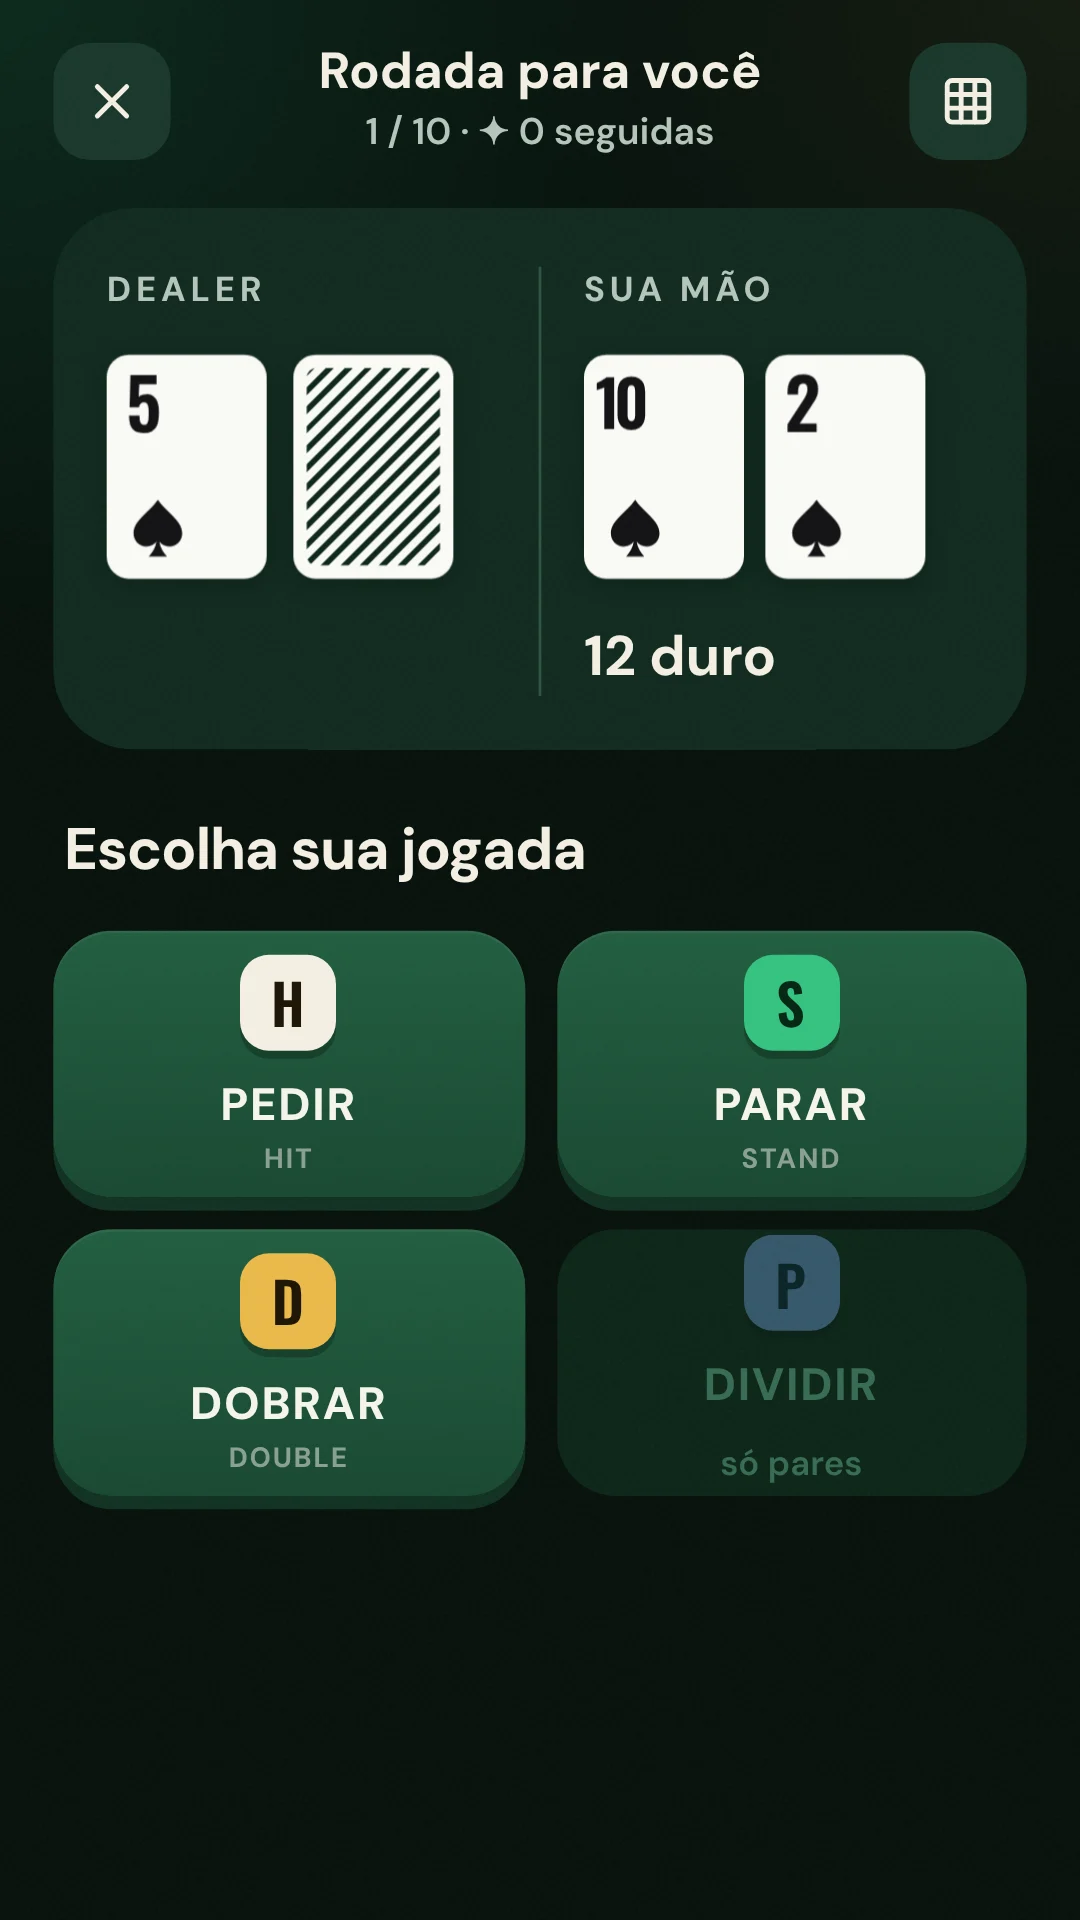 Rodada para você
1 / 10 · ✦ 0 seguidas
DEALER
5
SUA MÃO
10
2
12 duro
Escolha sua jogada
H
PEDIR
HIT
S
PARAR
STAND
D
DOBRAR
DOUBLE
P
DIVIDIR
só pares